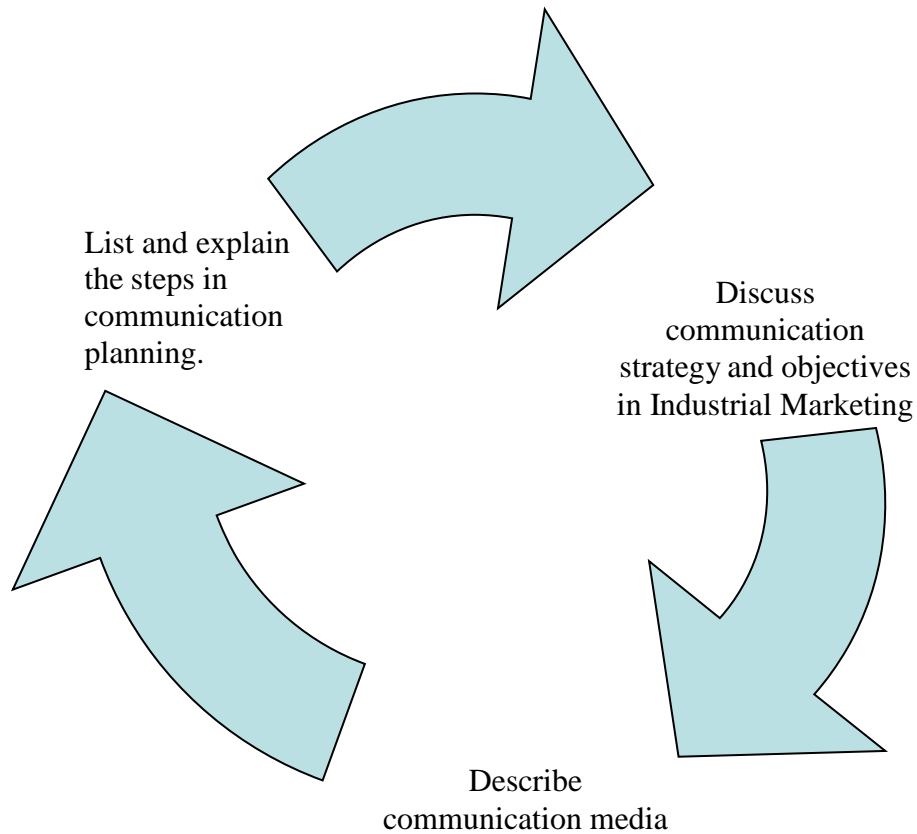 List and explain
the steps in
communication
planning.
Discuss
communication
strategy and objectives
in Industrial Marketing
Describe
communication media